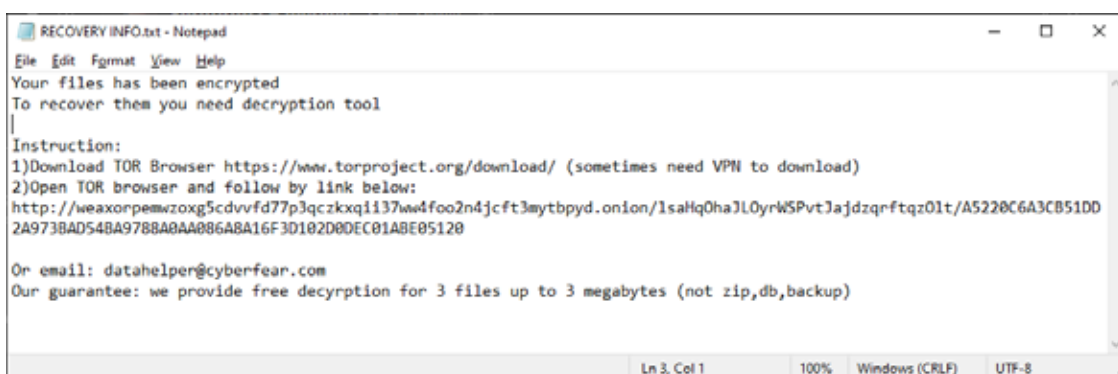 RECOVERY INFO.txt - Notepad
File Edit Format View Help
Your files has been encrypted
To recover them you need decryption tool
Instruction:
1)Download TOR Browser https://www.torproject.org/download/ (sometimes need VPN to download)
2)Open TOR browser and follow by link below:
http://weaxorpemwzoxg5cdvvfd77p3qczkxqii37ww4foo2n4jcft3mytbpyd.onion/lsaHqOhaJLOyrWSPvtJajdzqrftqzOlt/A5220C6A3CB51DD
2A973BAD54BA9788A0AA086A8A16F3D102D0DEC01ABE05120
Or email: datahelper@cyberfear.com
Our guarantee: we provide free decyrption for 3 files up to 3 megabytes (not zip,db,backup)
Ln 3, Col 1 100% Windows (CRLF) UTF-8